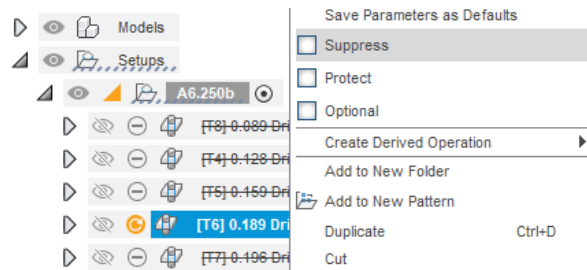 Models
Setups
A6.250b
[T8] 0.089 Dri
[T4] 0.128 Dri
[T5] 0.159 Dri
[T6] 0.189 Dri
[T7] 0.196 Dri
Save Parameters as Defaults
Suppress
Protect
Optional
Create Derived Operation
Add to New Folder
Add to New Pattern
Duplicate Ctrl+D
Cut